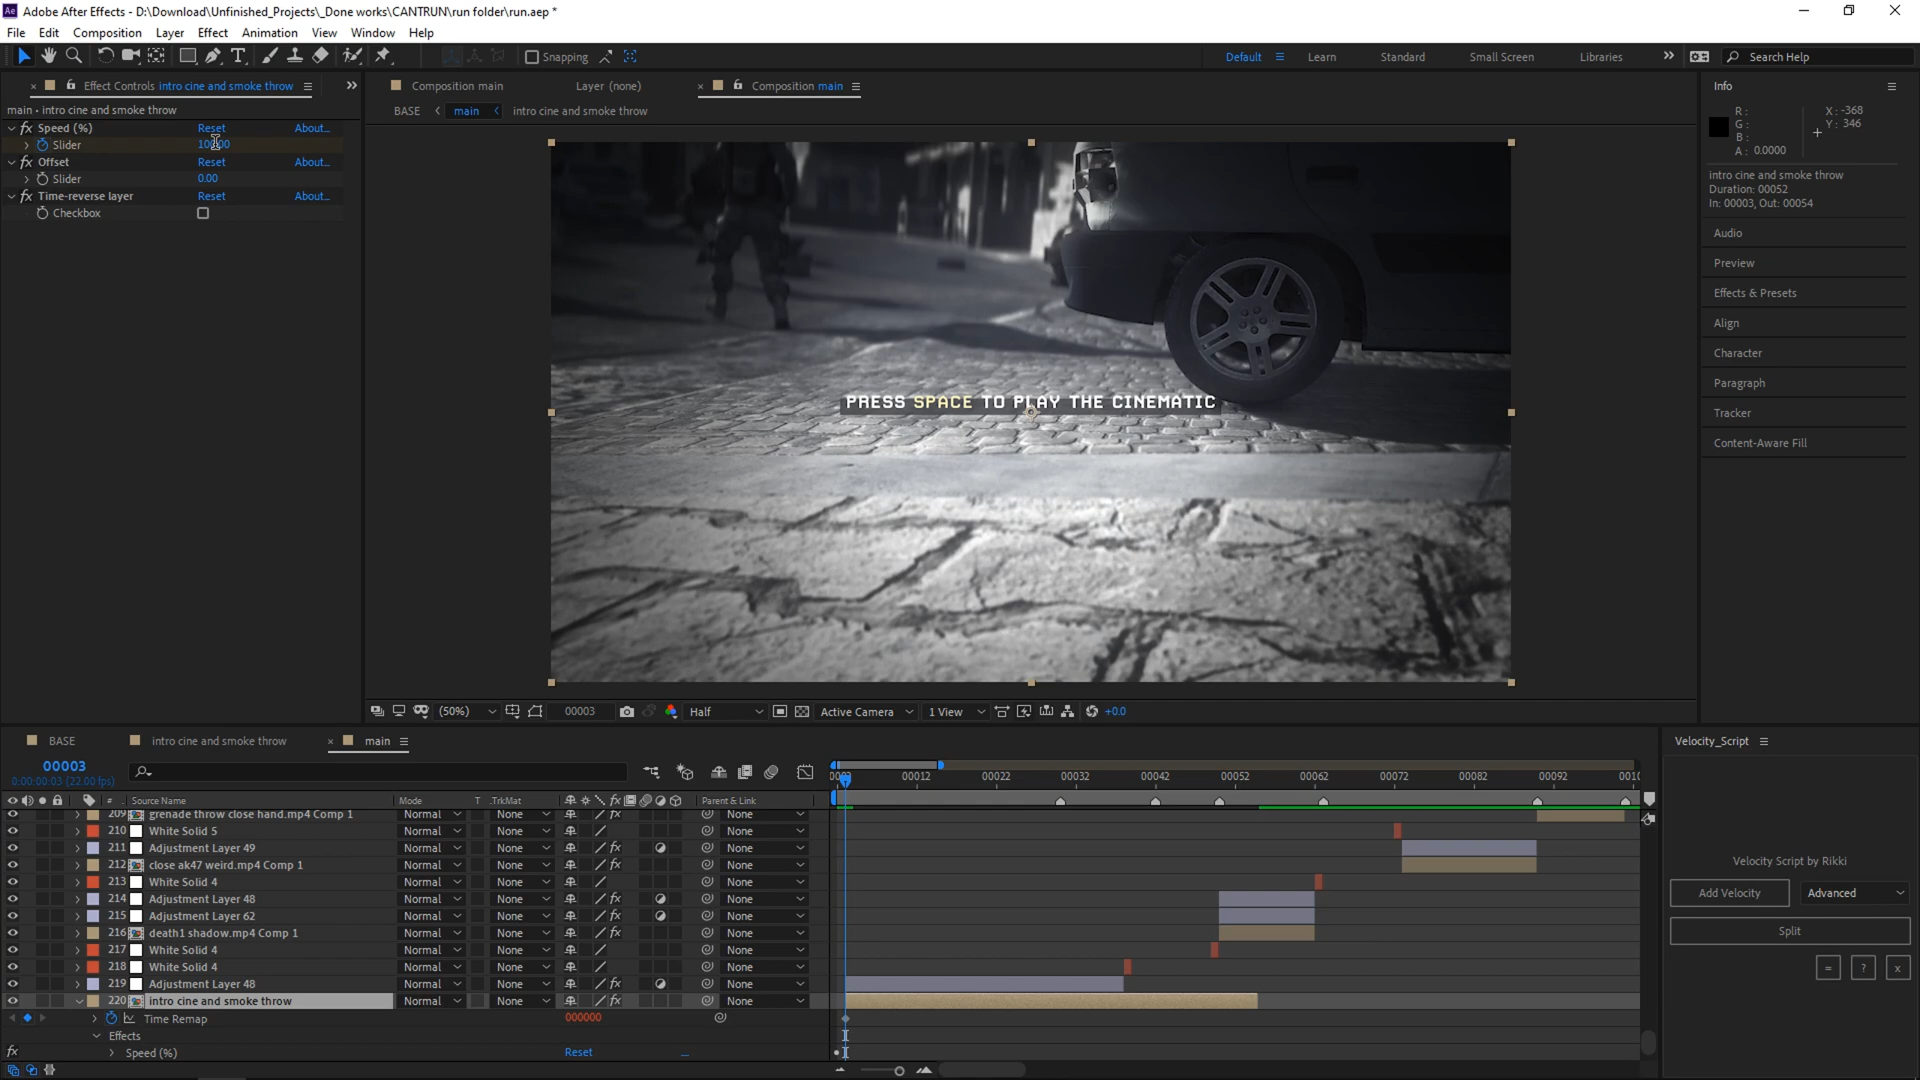 Adobe After Effects - D:\Download\Unfinished_Projects\_Done works\CANTRUN\run folder\run.aep *
File Edit Composition Layer Effect Animation View Window Help
Snapping
Default Learn Standard Small Screen Libraries Search Help
Effect Controls intro cine and smoke throw
Composition main
Layer (none)
Composition main
Info
main • intro cine and smoke throw
BASE main intro cine and smoke throw
Speed (%) Reset About...
Slider
Offset Reset About...
Slider 0.00
Time-reverse layer Reset About...
Checkbox
R :
G :
B :
A : 0.0000
X : -368
Y : 346
intro cine and smoke throw
Duration: 00052
In: 00003, Out: 00054
Audio
Preview
Effects & Presets
Align
Character
Paragraph
Tracker
Content-Aware Fill
PRESS SPACE TO PLAY THE CINEMATIC
(50%) 00003 Half Active Camera 1 View +0.0
BASE
intro cine and smoke throw
main
Velocity_Script
00003
0:00:00:03 (22.00 fps)
00012 00022 00032 00042 00052 00062 00072 00082 00092 0010
# Source Name Mode T .TrkMat Parent & Link
209 grenade throw close hand.mp4 Comp 1 Normal None None
210 White Solid 5 Normal None None
211 Adjustment Layer 49 Normal None None
212 close ak47 weird.mp4 Comp 1 Normal None None
213 White Solid 4 Normal None None
214 Adjustment Layer 48 Normal None None
215 Adjustment Layer 62 Normal None None
216 death1 shadow.mp4 Comp 1 Normal None None
217 White Solid 4 Normal None None
218 White Solid 4 Normal None None
219 Adjustment Layer 48 Normal None None
220 intro cine and smoke throw Normal None None
Time Remap 000000
Effects
Speed (%) Reset ...
Velocity Script by Rikki
Add Velocity Advanced
Split
= ? x